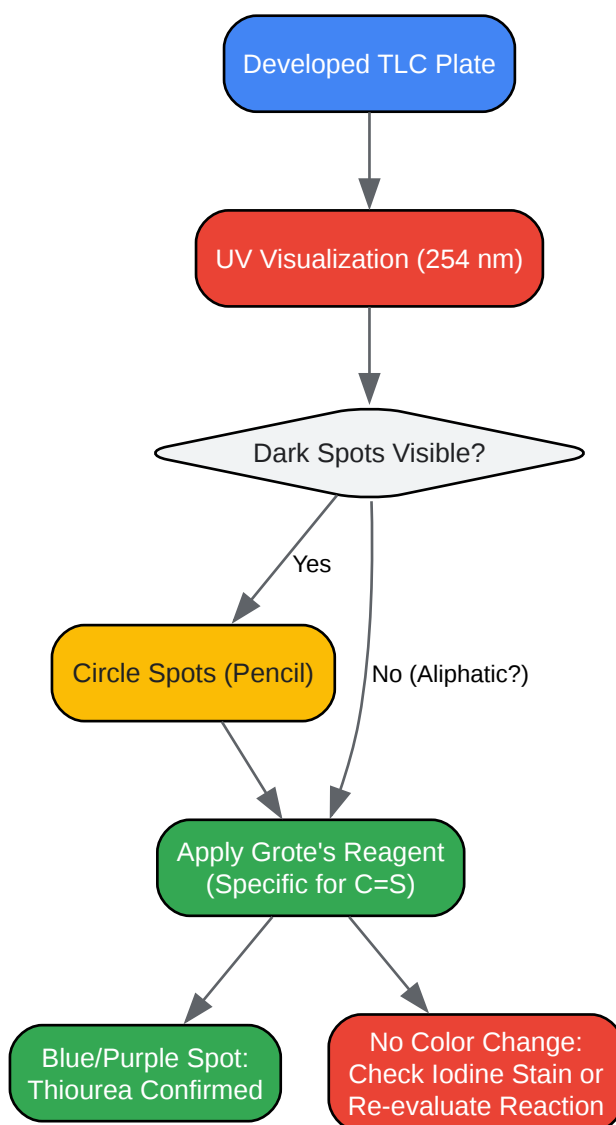 Developed TLC Plate
UV Visualization (254 nm)
Dark Spots Visible?
Yes
Circle Spots (Pencil)
No (Aliphatic?)
Apply Grote's Reagent
(Specific for C=S)
Blue/Purple Spot:
Thiourea Confirmed
No Color Change:
Check Iodine Stain or
Re-evaluate Reaction